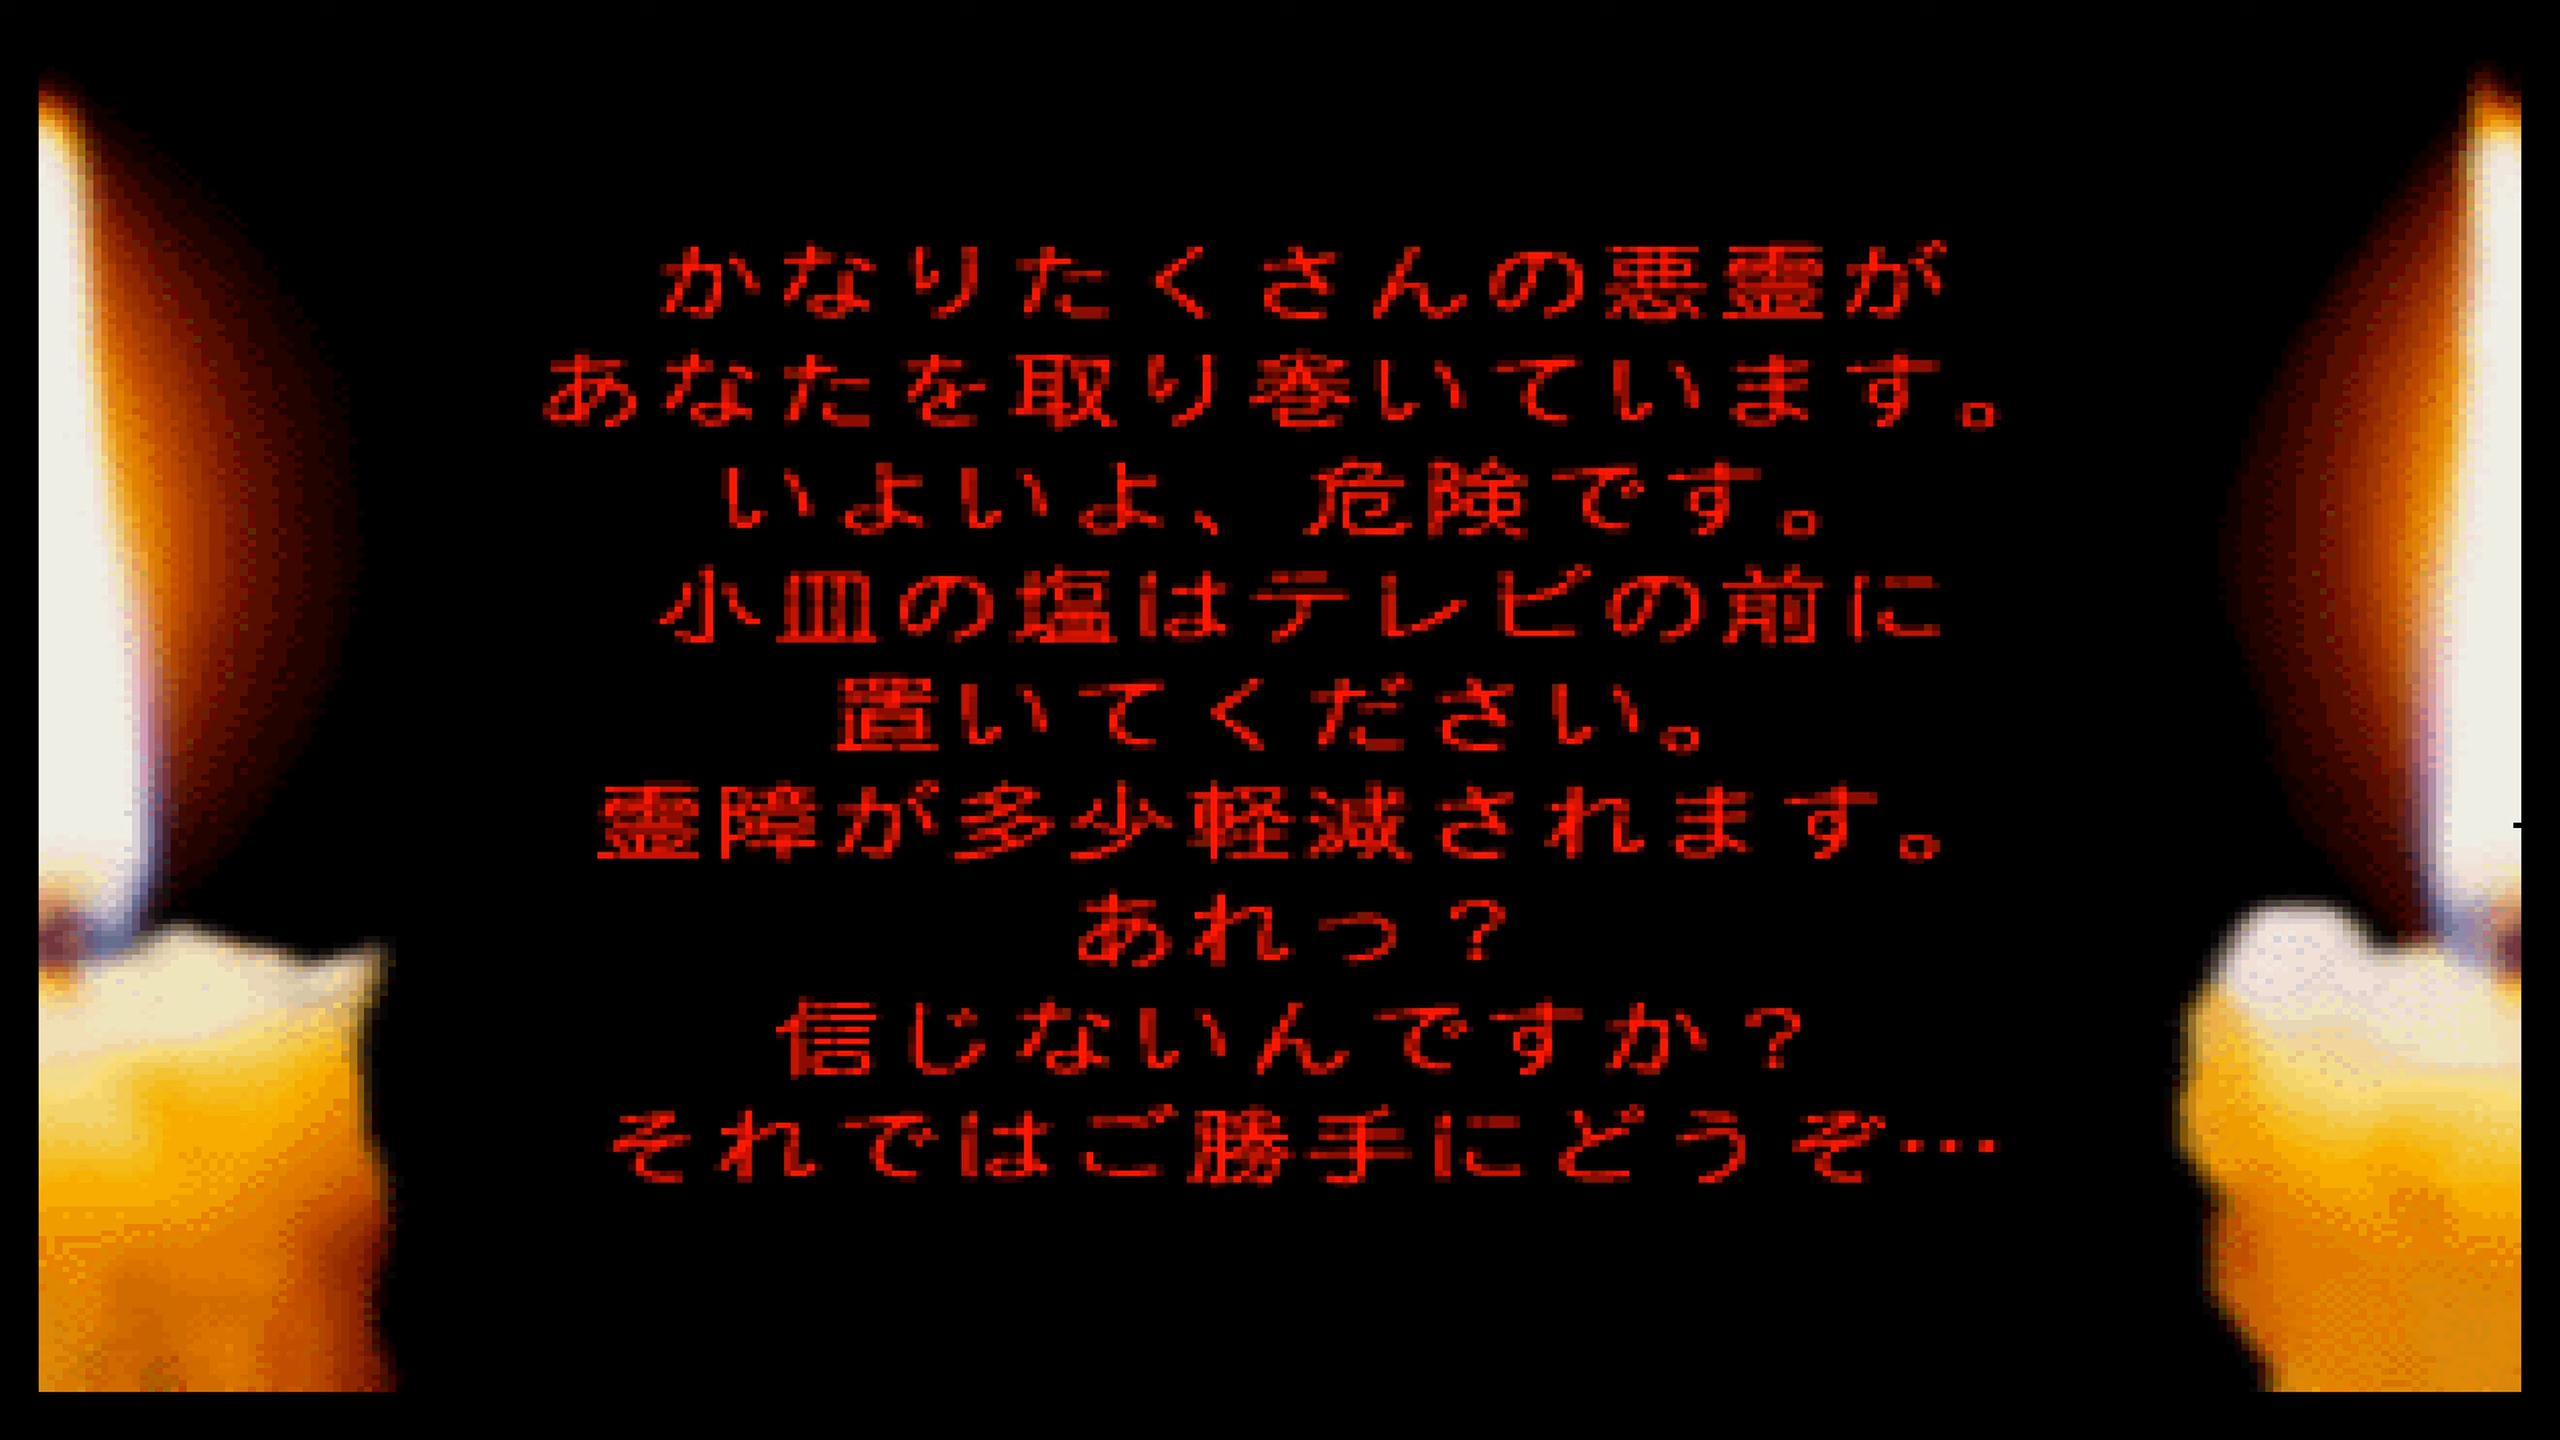 かなりたくさんの悪霊が
あなたを取り巻いています。
いよいよ、危険です。
小皿の塩はテレビの前に
置いてください。
霊障が多少軽減されます。
あれっ？
信じないんですか？
それではご勝手にどうぞ…